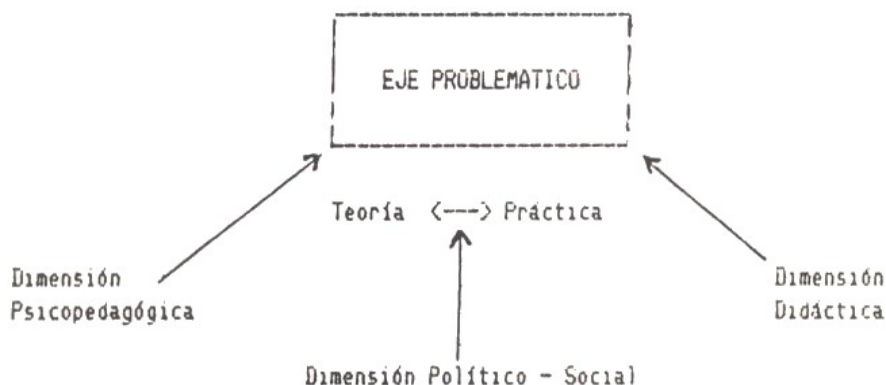 EJE PROBLEMATICO
Teoría <---> Práctica
Dimensión
Psicopedagógica
Dimensión
Didáctica
Dimensión Político - Social